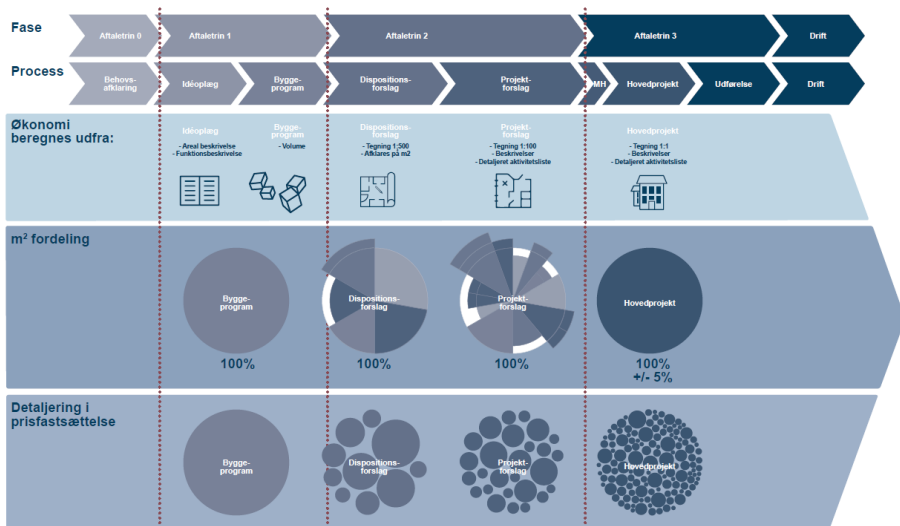 Fase
Aftaletrin 0
Aftaletrin 1
Aftaletrin 2
Aftaletrin 3
Drift
Process
Behovs-
afklaring
Idéoplæg
Bygge-
program
Dispositions-
forslag
Projekt-
forslag
MH
Hovedprojekt
Udførelse
Drift
Økonomi
beregnes udfra:
Idéoplæg
- Areal beskrivelse
- Funktionsbeskrivelse
Bygge-
program
- Volume
Dispositions-
forslag
- Tegning 1:500
- Afklares på m2
Projekt-
forslag
- Tegning 1:100
- Beskrivelser
- Detaljeret aktivitetsliste
Hovedprojekt
- Tegning 1:1
- Beskrivelser
- Detaljeret aktivitetsliste
m² fordeling
Bygge-
program
100%
Dispositions-
forslag
100%
Projekt-
forslag
100%
Hovedprojekt
100%
+/- 5%
Detaljering i
prisfastsættelse
Bygge-
program
Dispositions-
forslag
Projekt-
forslag
Hovedprojekt